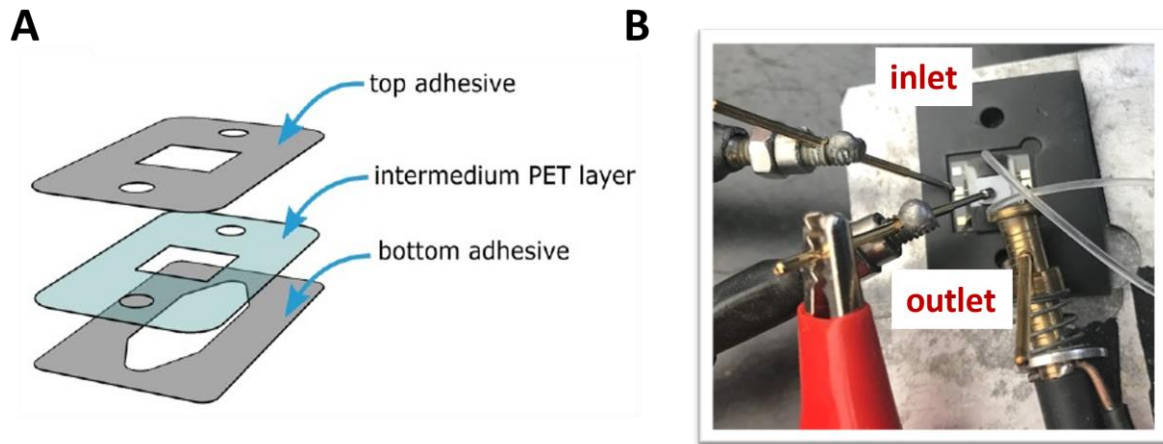 A
B
top adhesive
intermedium PET layer
bottom adhesive
inlet
outlet